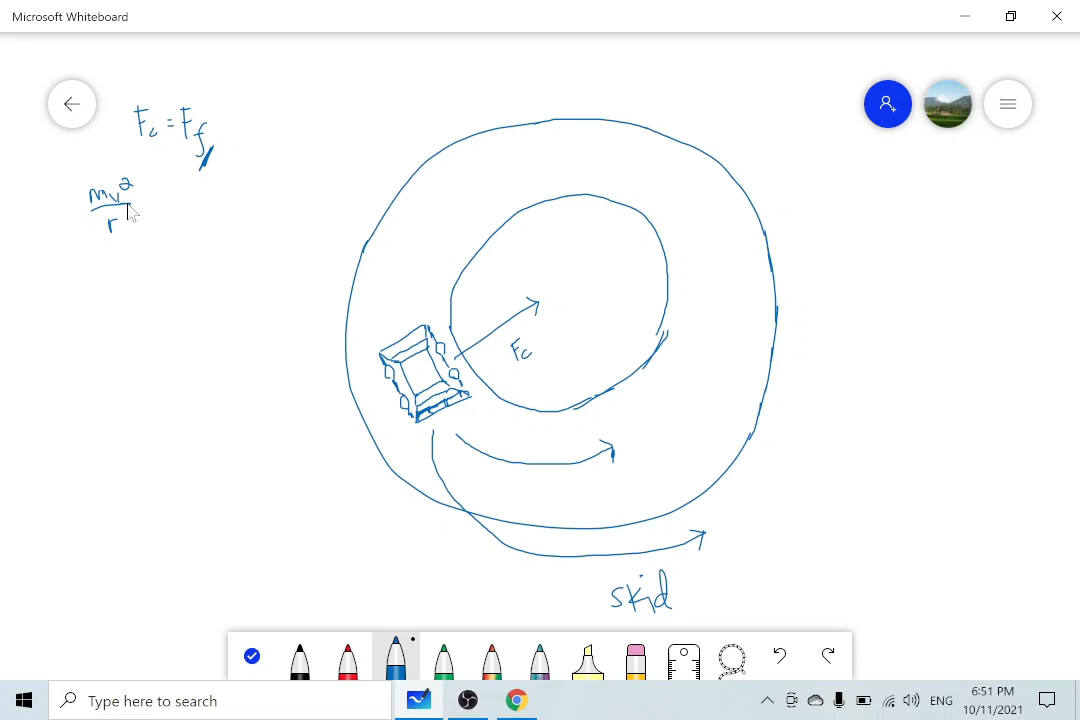 Microsoft Whiteboard
Fc = Ff
mv²
r
Fc
skid
Type here to search
ENG
6:51 PM
10/11/2021